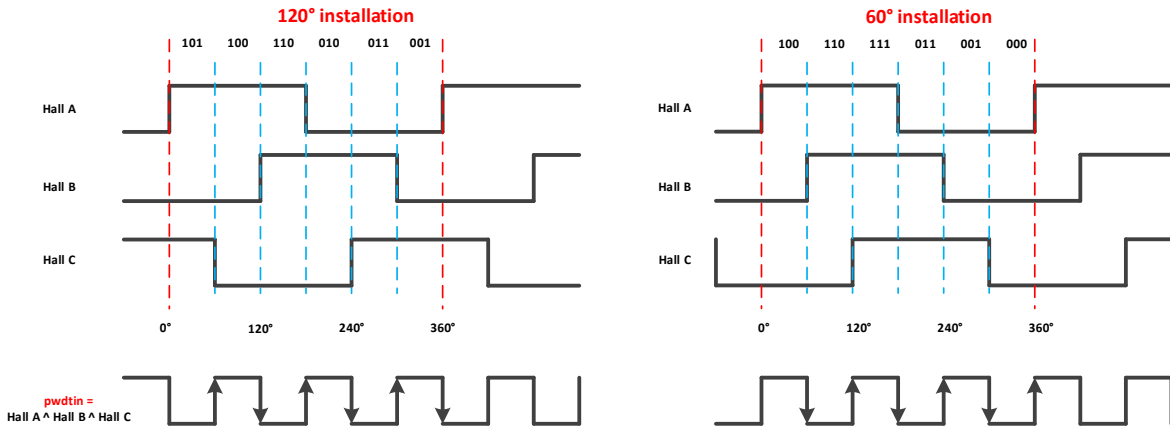 120° installation
101 100 110 010 011 001
Hall A
Hall B
Hall C
0° 120° 240° 360°
pwdtin =
Hall A ^ Hall B ^ Hall C
60° installation
100 110 111 011 001 000
Hall A
Hall B
Hall C
0° 120° 240° 360°